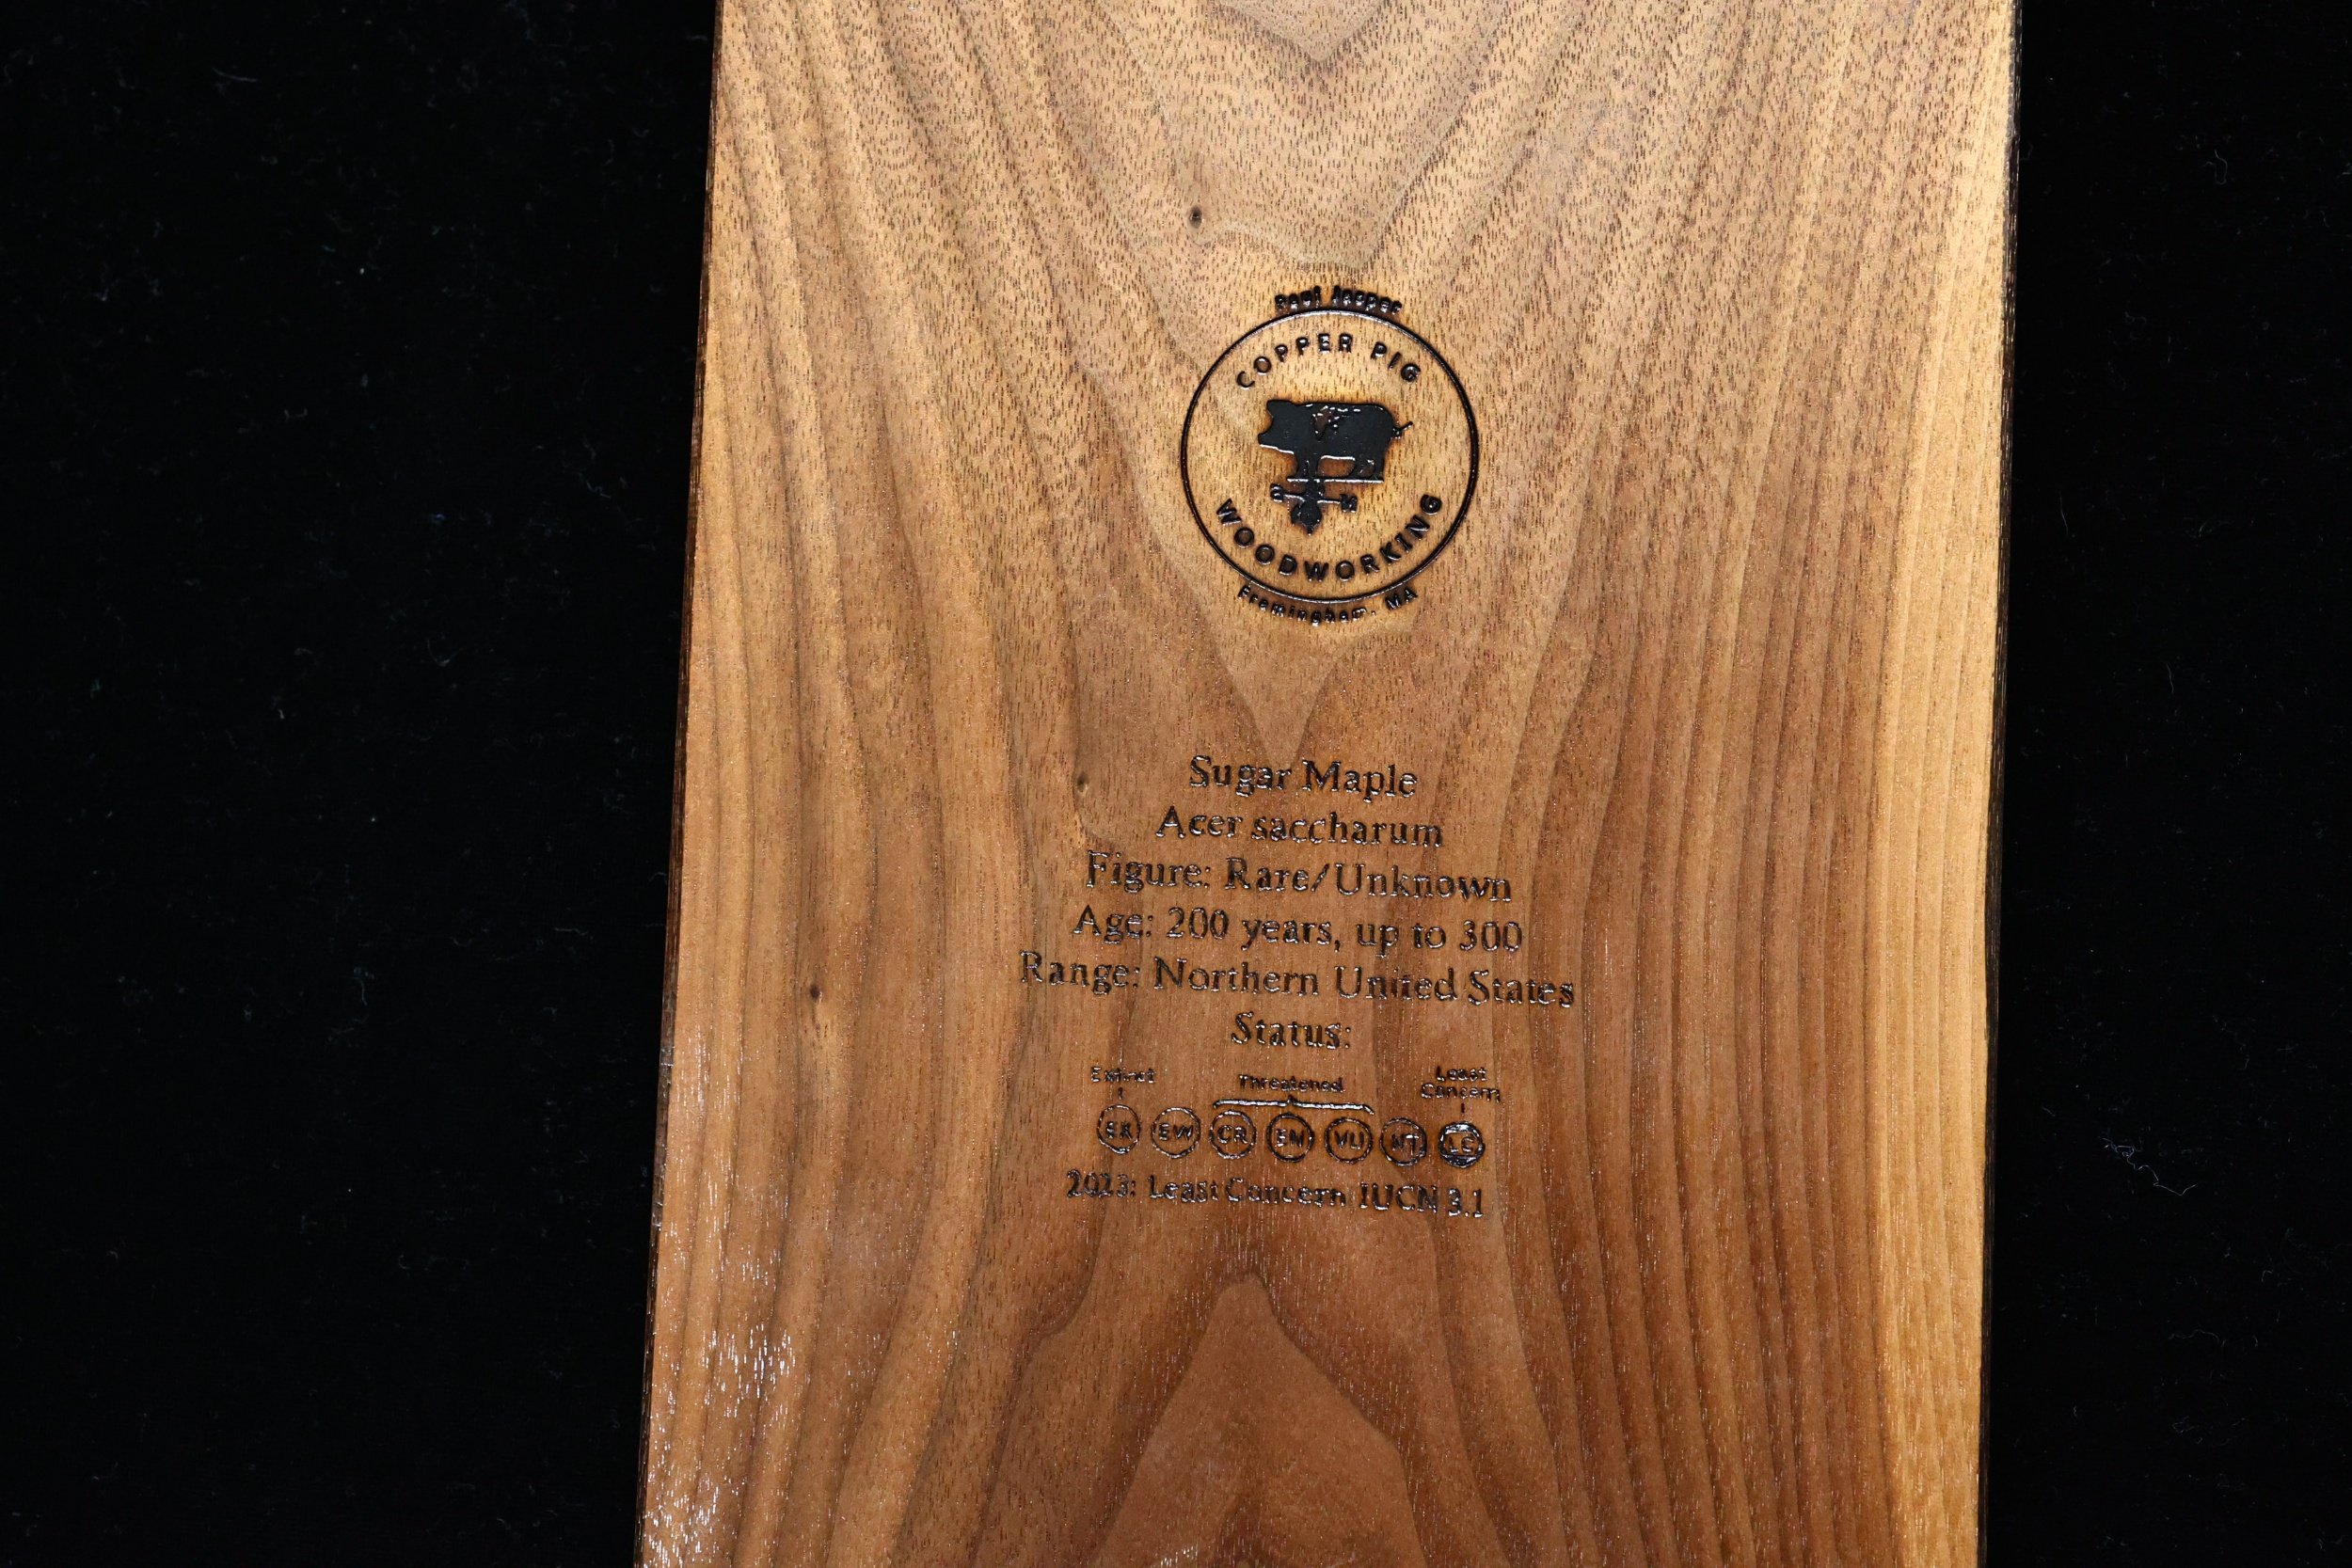 Paul Jasper
COPPER PIG
WOODWORKING
Framingham, MA
Sugar Maple
Acer saccharum
Figure: Rare/Unknown
Age: 200 years, up to 300
Range: Northern United States
Status:
Extinct Threatened Least Concern
EX EW CR EN VU NT LC
2023: Least Concern IUCN 3.1